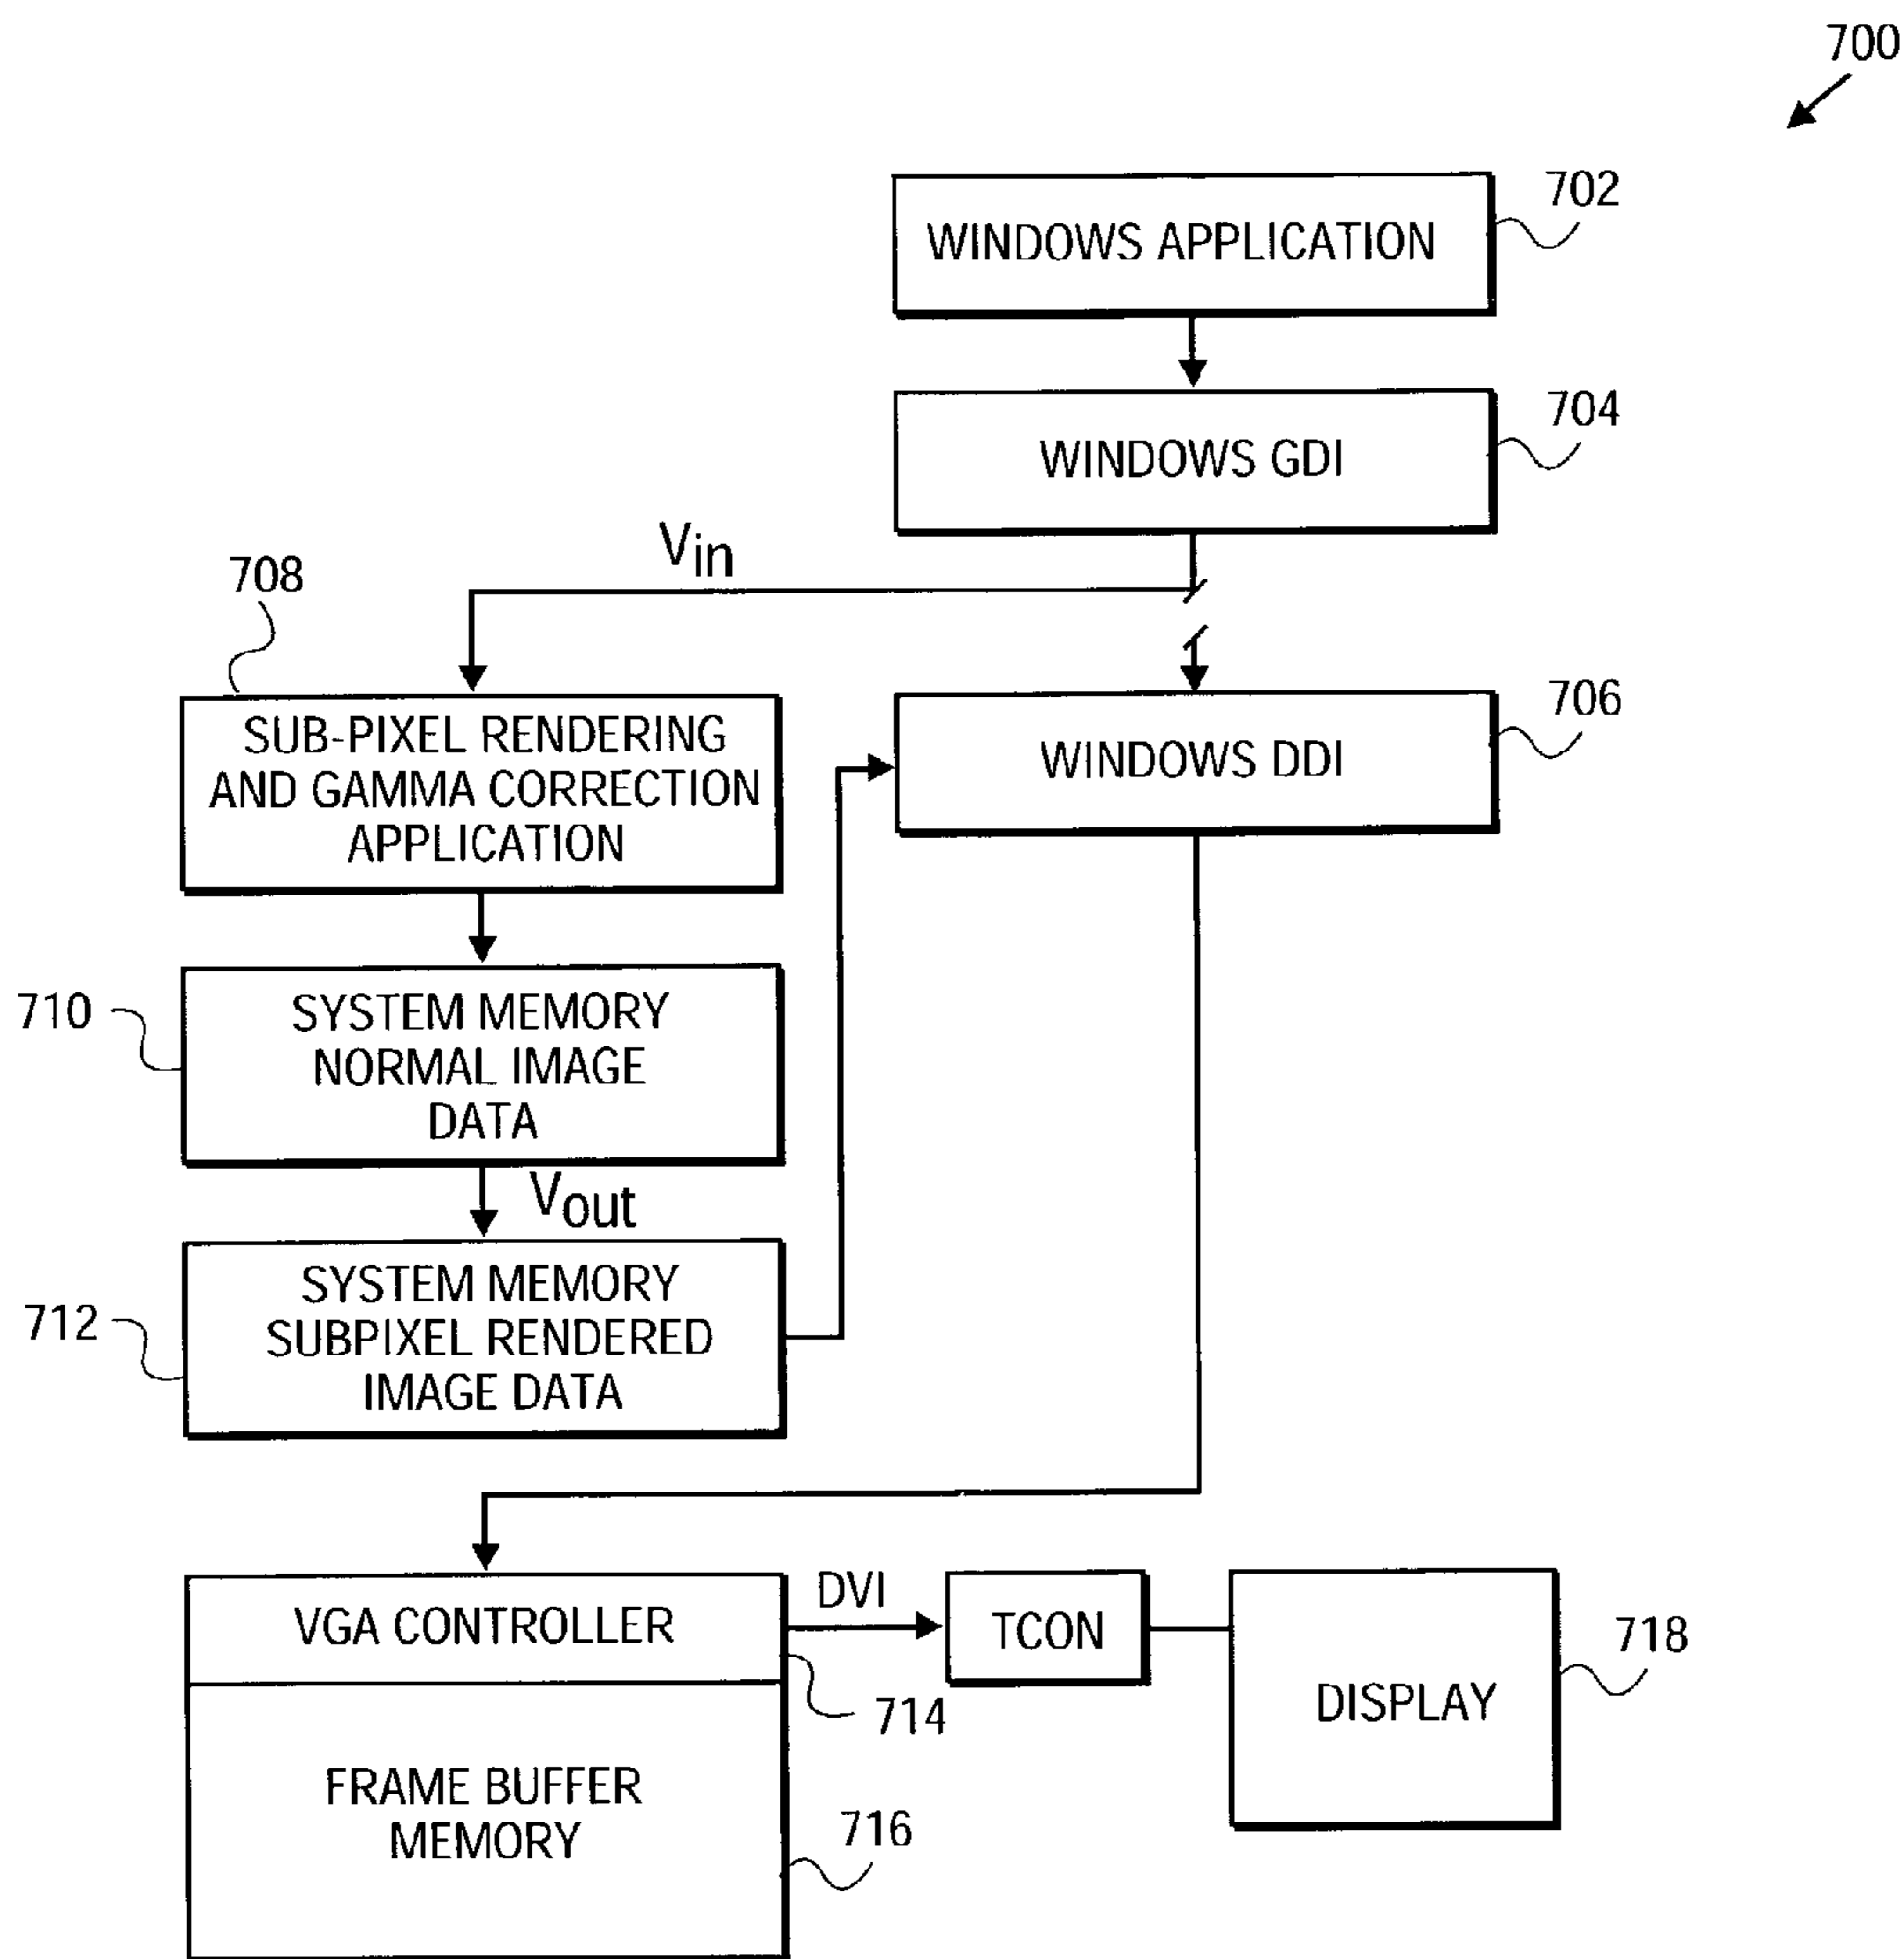 700
WINDOWS APPLICATION
702
WINDOWS GDI
704
Vin
708
SUB-PIXEL RENDERING
AND GAMMA CORRECTION
APPLICATION
WINDOWS DDI
706
710
SYSTEM MEMORY
NORMAL IMAGE
DATA
Vout
712
SYSTEM MEMORY
SUBPIXEL RENDERED
IMAGE DATA
VGA CONTROLLER
DVI
TCON
714
DISPLAY
718
FRAME BUFFER
MEMORY
716